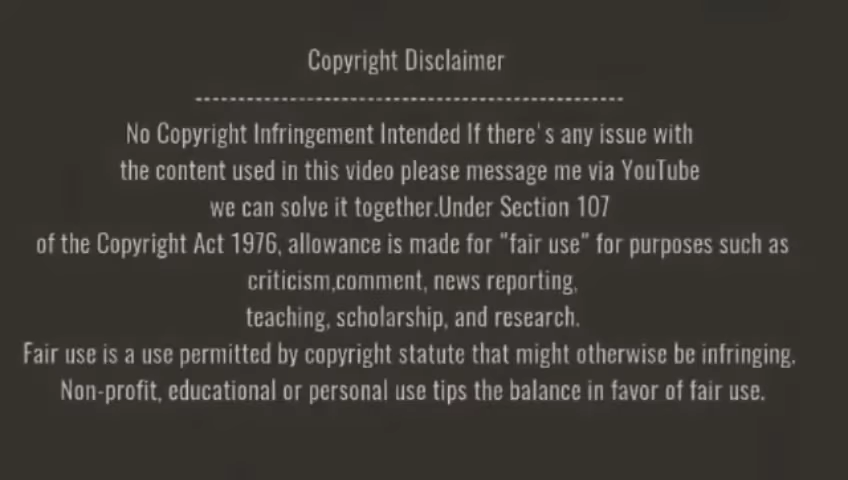 Copyright Disclaimer
--------------------------------------------------
No Copyright Infringement Intended If there's any issue with
the content used in this video please message me via YouTube
we can solve it together.Under Section 107
of the Copyright Act 1976, allowance is made for "fair use" for purposes such as
criticism,comment, news reporting,
teaching, scholarship, and research.
Fair use is a use permitted by copyright statute that might otherwise be infringing.
Non-profit, educational or personal use tips the balance in favor of fair use.